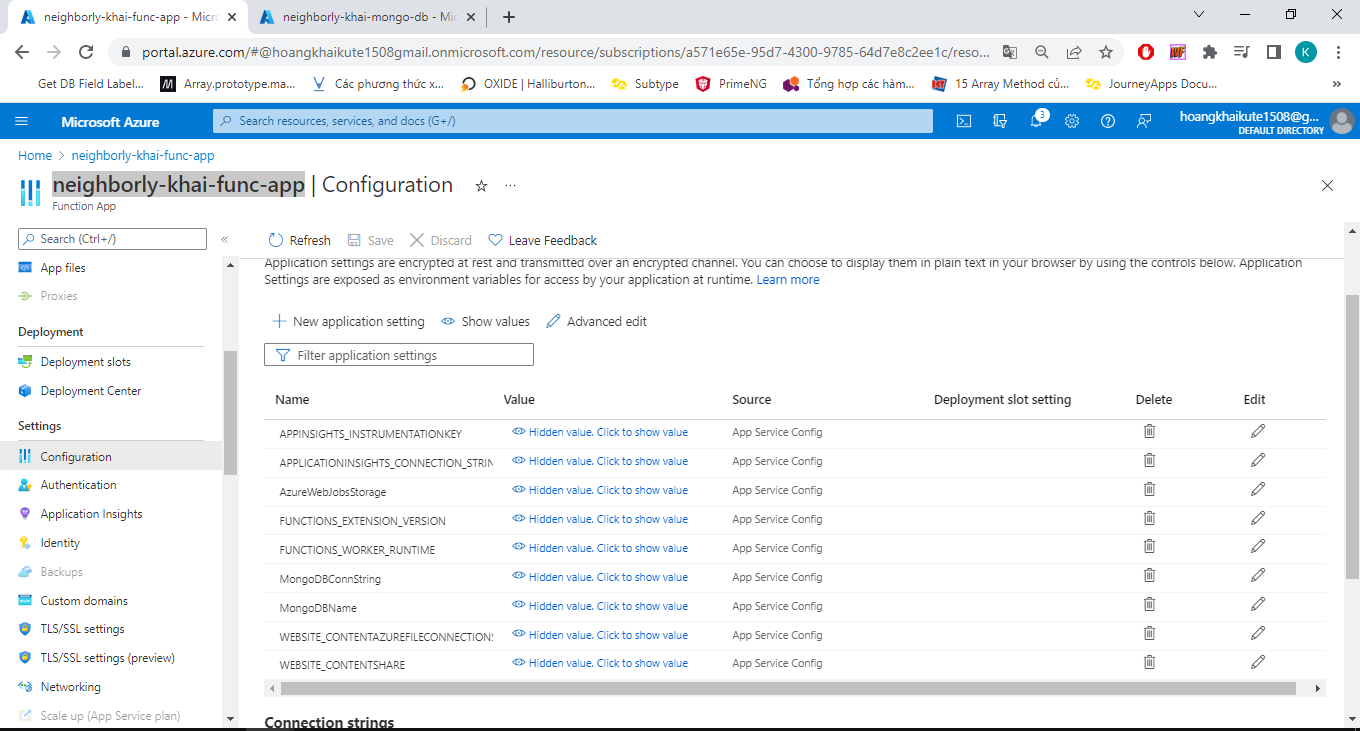 neighborly-khai-func-app - Micr
neighborly-khai-mongo-db - Mic
portal.azure.com/#@hoangkhaikute1508gmail.onmicrosoft.com/resource/subscriptions/a571e65e-95d7-4300-9785-64d7e8c2ee1c/reso...
K
Get DB Field Label... M Array.prototype.ma... Các phương thức x... OXIDE | Halliburton... Subtype PrimeNG Tổng hợp các hàm... 15 Array Method củ... JourneyApps Docu... »
Microsoft Azure
Search resources, services, and docs (G+/)
3
hoangkhaikute1508@g...
DEFAULT DIRECTORY
Home > neighborly-khai-func-app
neighborly-khai-func-app | Configuration
...
Function App
Search (Ctrl+/)
«
Refresh Save Discard Leave Feedback
App files
Proxies
Deployment
Deployment slots
Deployment Center
Settings
Configuration
Authentication
Application Insights
Identity
Backups
Custom domains
TLS/SSL settings
TLS/SSL settings (preview)
Networking
Scale up (App Service plan)
Application settings are encrypted at rest and transmitted over an encrypted channel. You can choose to display them in plain text in your browser by using the controls below. Application
Settings are exposed as environment variables for access by your application at runtime. Learn more
New application setting Show values Advanced edit
Filter application settings
Name Value Source Deployment slot setting Delete Edit
APPINSIGHTS_INSTRUMENTATIONKEY Hidden value. Click to show value App Service Config
APPLICATIONINSIGHTS_CONNECTION_STRIN Hidden value. Click to show value App Service Config
AzureWebJobsStorage Hidden value. Click to show value App Service Config
FUNCTIONS_EXTENSION_VERSION Hidden value. Click to show value App Service Config
FUNCTIONS_WORKER_RUNTIME Hidden value. Click to show value App Service Config
MongoDBConnString Hidden value. Click to show value App Service Config
MongoDBName Hidden value. Click to show value App Service Config
WEBSITE_CONTENTAZUREFILECONNECTIONS Hidden value. Click to show value App Service Config
WEBSITE_CONTENTSHARE Hidden value. Click to show value App Service Config
Connection strings